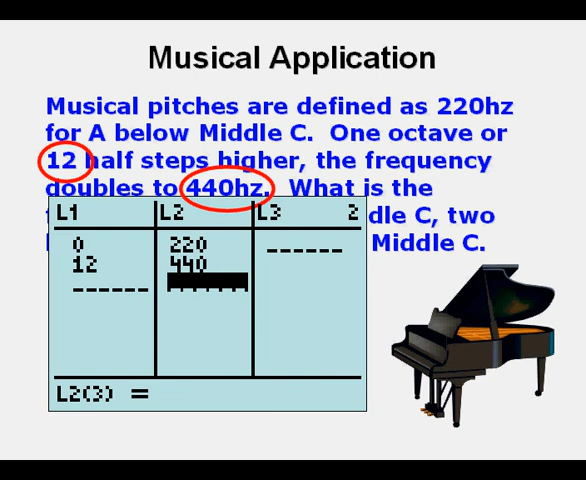 Musical Application
Musical pitches are defined as 220hz
for A below Middle C. One octave or
12 half steps higher, the frequency
doubles to 440hz. What is the
dle C, two
Middle C.
L1 L2 L3 2
0 220 ------
12 440
------
L2(3) =